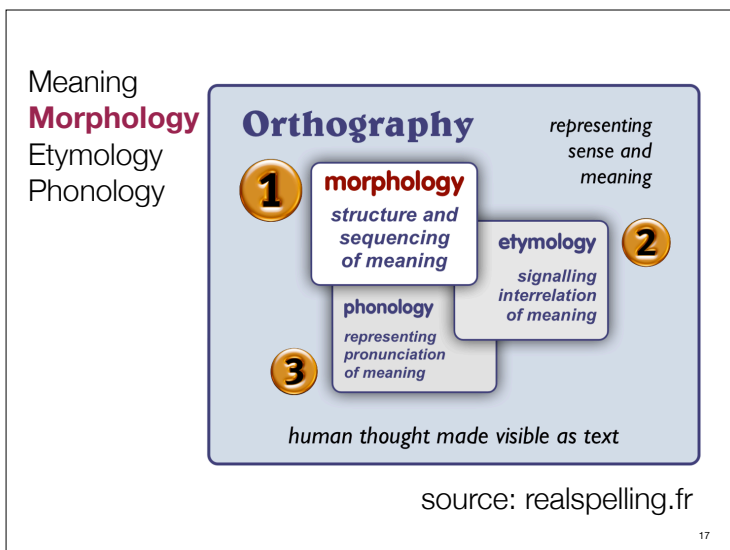 Meaning
Morphology
Etymology
Phonology
Orthography
representing
sense and
meaning
1
morphology
structure and
sequencing
of meaning
etymology
2
signalling
interrelation
of meaning
phonology
representing
pronunciation
of meaning
3
human thought made visible as text
source: realspelling.fr
17